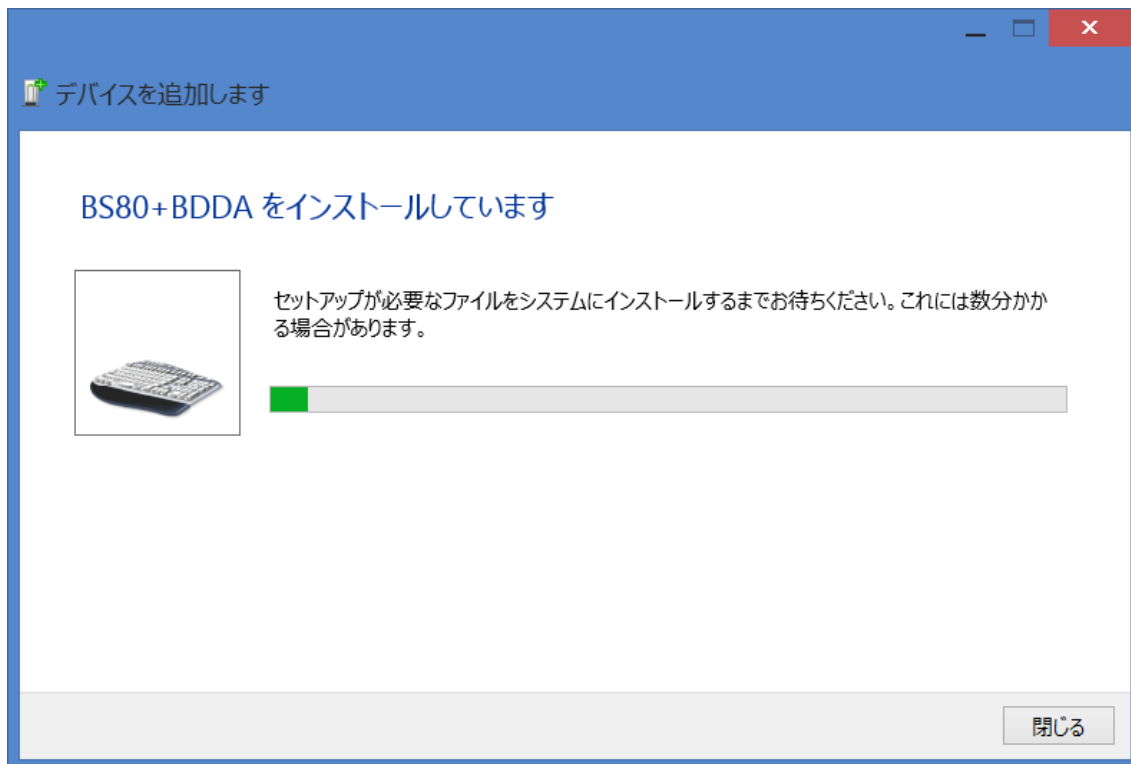 デバイスを追加します
BS80+BDDA をインストールしています
セットアップが必要なファイルをシステムにインストールするまでお待ちください。これには数分かか
る場合があります。
閉じる